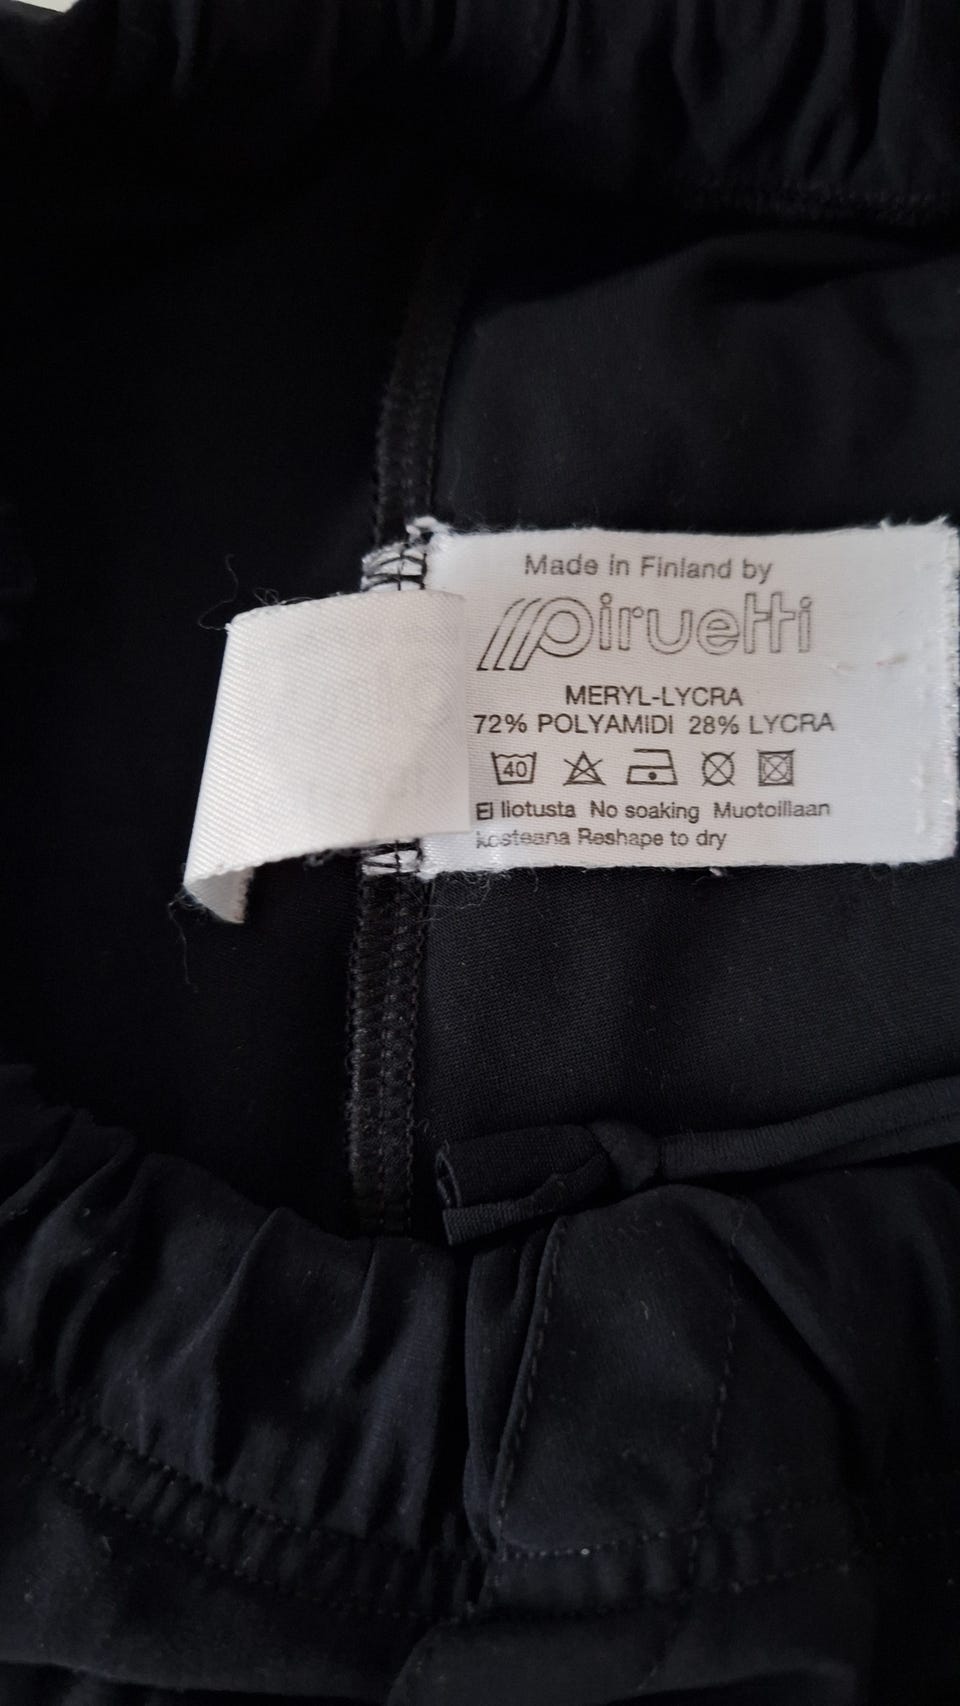 Made in Finland by
piruetti
MERYL-LYCRA
72% POLYAMIDI 28% LYCRA
40
Ei liotusta No soaking Muotoillaan
kosteana Reshape to dry